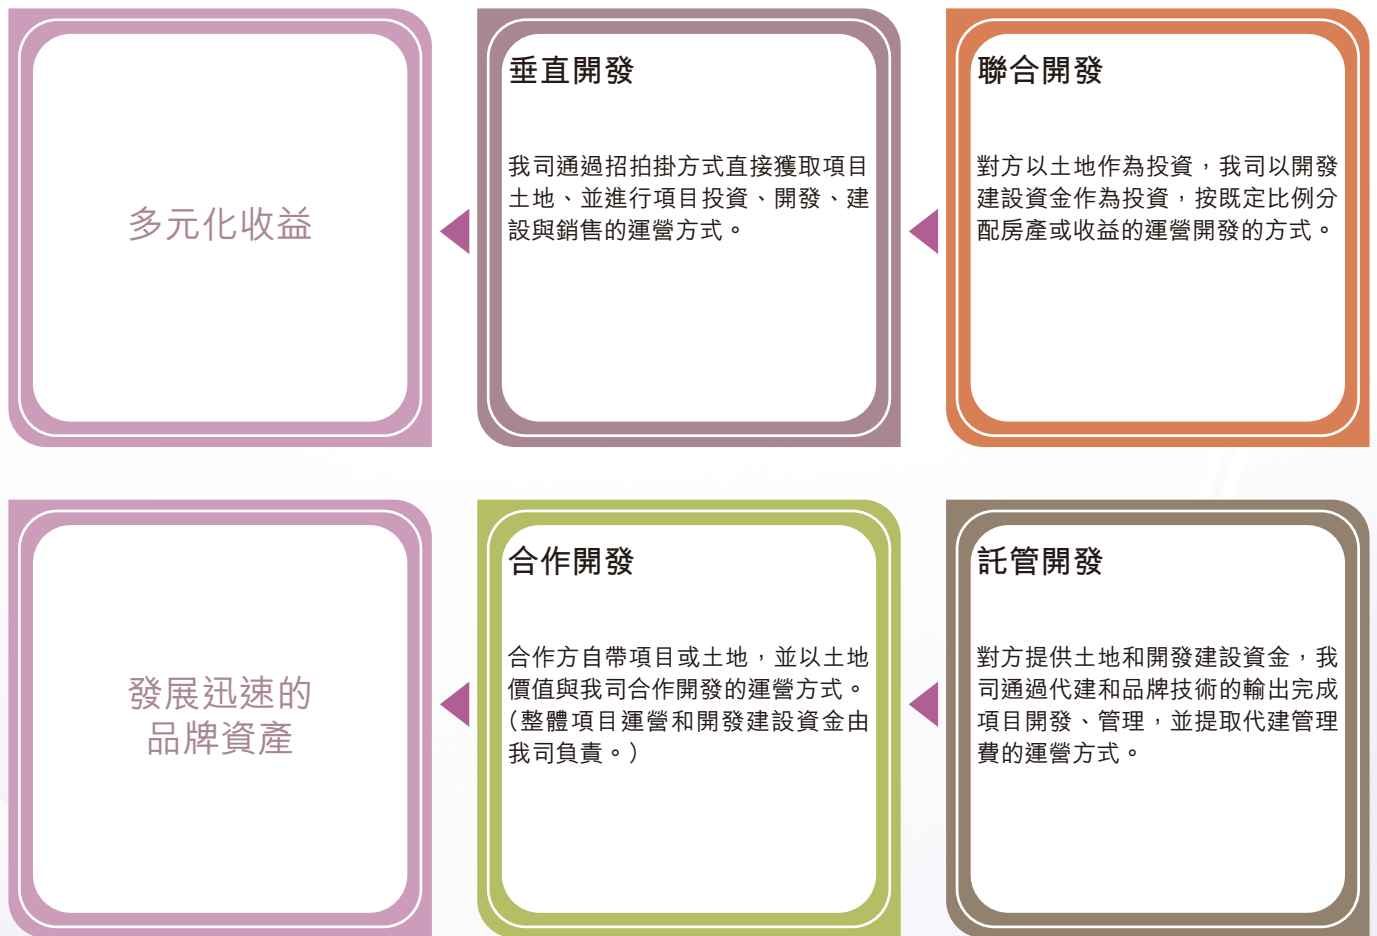 多元化收益
垂直開發
我司通過招拍掛方式直接獲取項目
土地、並進行項目投資、開發、建
設與銷售的運營方式。
聯合開發
對方以土地作為投資，我司以開發
建設資金作為投資，按既定比例分
配房產或收益的運營開發的方式。
發展迅速的
品牌資產
合作開發
合作方自帶項目或土地，並以土地
價值與我司合作開發的運營方式。
（整體項目運營和開發建設資金由
我司負責。）
託管開發
對方提供土地和開發建設資金，我
司通過代建和品牌技術的輸出完成
項目開發、管理，並提取代建管理
費的運營方式。